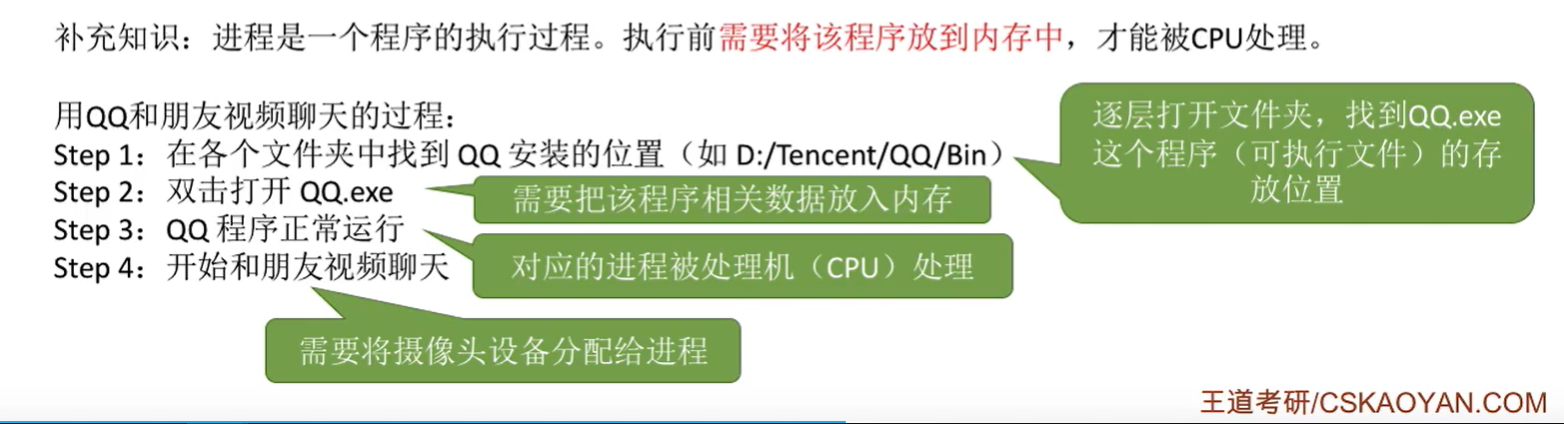 补充知识：进程是一个程序的执行过程。执行前需要将该程序放到内存中，才能被CPU处理。
用QQ和朋友视频聊天的过程：
Step 1：在各个文件夹中找到 QQ 安装的位置（如 D:/Tencent/QQ/Bin）
逐层打开文件夹，找到QQ.exe
这个程序（可执行文件）的存
放位置
Step 2：双击打开 QQ.exe
需要把该程序相关数据放入内存
Step 3：QQ 程序正常运行
对应的进程被处理机（CPU）处理
Step 4：开始和朋友视频聊天
需要将摄像头设备分配给进程
王道考研/CSKAOYAN.COM